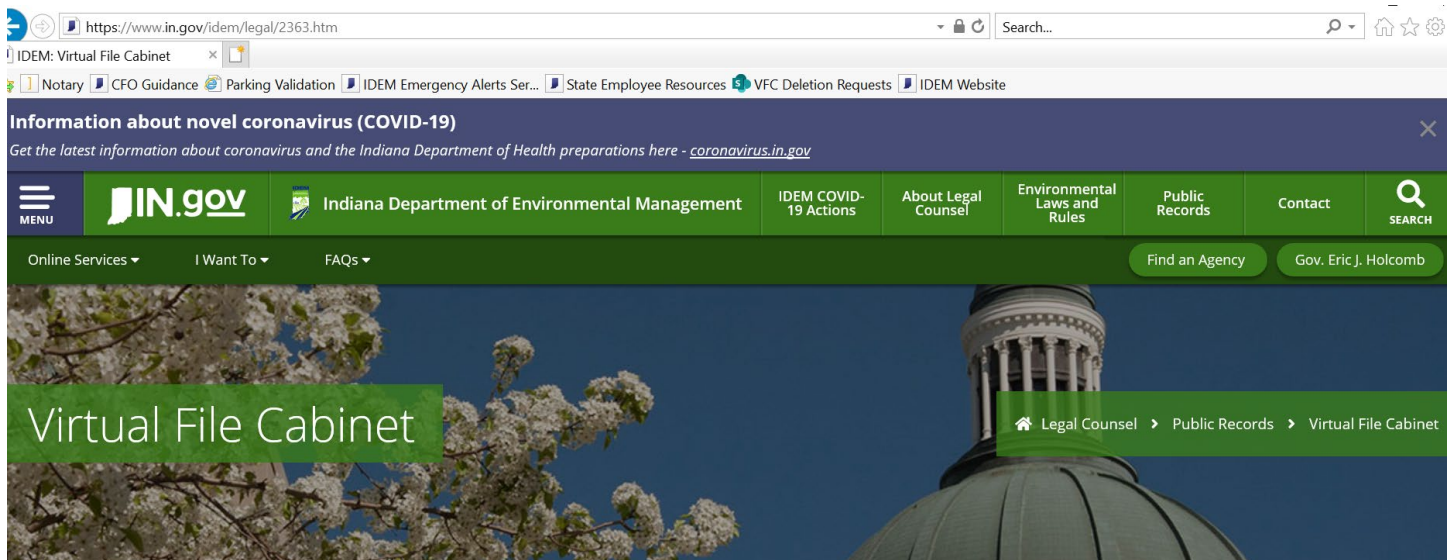 https://www.in.gov/idem/legal/2363.htm Search...
IDEM: Virtual File Cabinet
Notary CFO Guidance Parking Validation IDEM Emergency Alerts Ser... State Employee Resources VFC Deletion Requests IDEM Website
Information about novel coronavirus (COVID-19)
Get the latest information about coronavirus and the Indiana Department of Health preparations here - coronavirus.in.gov
MENU
IN.gov
Indiana Department of Environmental Management
IDEM COVID-
19 Actions
About Legal
Counsel
Environmental
Laws and
Rules
Public
Records
Contact
SEARCH
Online Services I Want To FAQs Find an Agency Gov. Eric J. Holcomb
Virtual File Cabinet
Legal Counsel > Public Records > Virtual File Cabinet